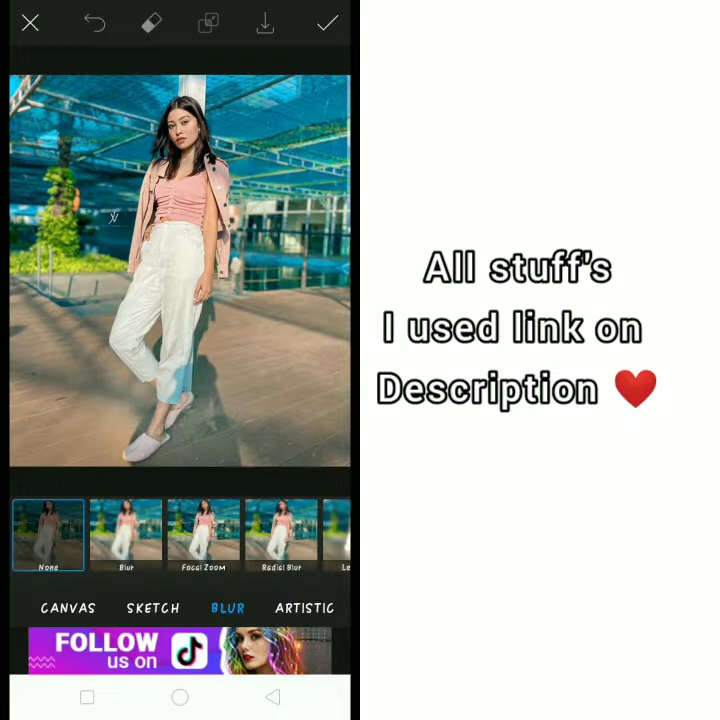 All stuff's
I used link on
Description ❤️
None
Blur
Focal Zoom
Radial Blur
Le
CANVAS
SKETCH
BLUR
ARTISTIC
FOLLOW
us on